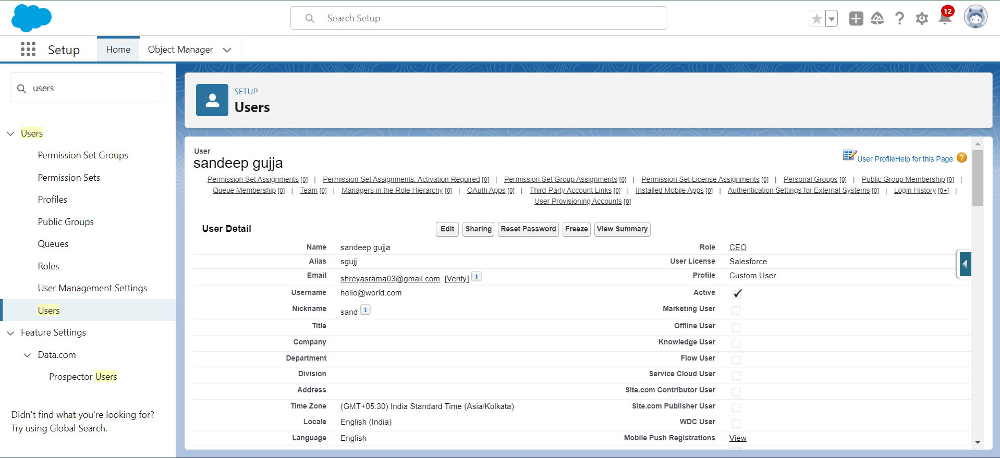 Search Setup
12
Setup
Home
Object Manager
users
SETUP
Users
Users
Permission Set Groups
Permission Sets
Profiles
Public Groups
Queues
Roles
User Management Settings
Users
Feature Settings
Data.com
Prospector Users
Didn't find what you're looking for?
Try using Global Search.
User
sandeep gujja
User ProfileHelp for this Page ?
Permission Set Assignments [0] | Permission Set Assignments: Activation Required [0] | Permission Set Group Assignments [0] | Permission Set License Assignments [0] | Personal Groups [0] | Public Group Membership [0] |
Queue Membership [0] | Team [0] | Managers in the Role Hierarchy [0] | OAuth Apps [0] | Third-Party Account Links [0] | Installed Mobile Apps [0] | Authentication Settings for External Systems [0] | Login History [0+] |
User Provisioning Accounts [0]
User Detail
Edit Sharing Reset Password Freeze View Summary
Name sandeep gujja Role CEO
Alias sgujj User License Salesforce
Email shreyasrama03@gmail.com [Verify] i Profile Custom User
Username hello@world.com Active
Nickname sand i Marketing User
Title Offline User
Company Knowledge User
Department Flow User
Division Service Cloud User
Address Site.com Contributor User
Time Zone (GMT+05:30) India Standard Time (Asia/Kolkata) Site.com Publisher User
Locale English (India) WDC User
Language English Mobile Push Registrations View